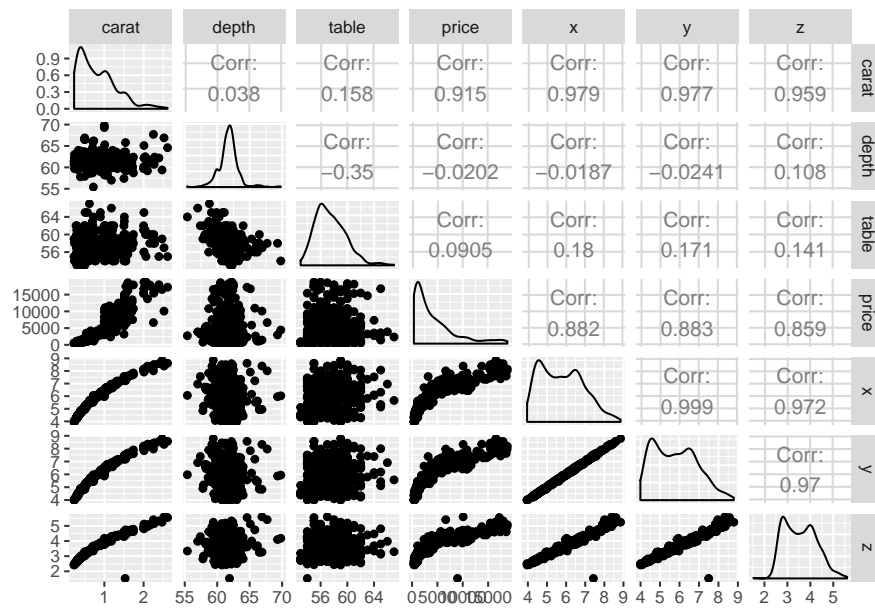 carat depth table price x y z
0.9
0.6
0.3
0.0
Corr: Corr: Corr: Corr: Corr: Corr:
0.038 0.158 0.915 0.979 0.977 0.959
carat
70
65
60
55
Corr: Corr: Corr: Corr: Corr:
−0.35 −0.0202 −0.0187 −0.0241 0.108
depth
64
60
56
Corr: Corr: Corr: Corr:
0.0905 0.18 0.171 0.141
table
15000
10000
5000
0
Corr: Corr: Corr:
0.882 0.883 0.859
price
9
8
7
6
5
4
Corr: Corr:
0.999 0.972
x
9
8
7
6
5
4
Corr:
0.97
y
5
4
3
2
z
1 2 55 60 65 70 56 60 64 0 5000 10000 15000 4 5 6 7 8 9 4 5 6 7 8 9 2 3 4 5